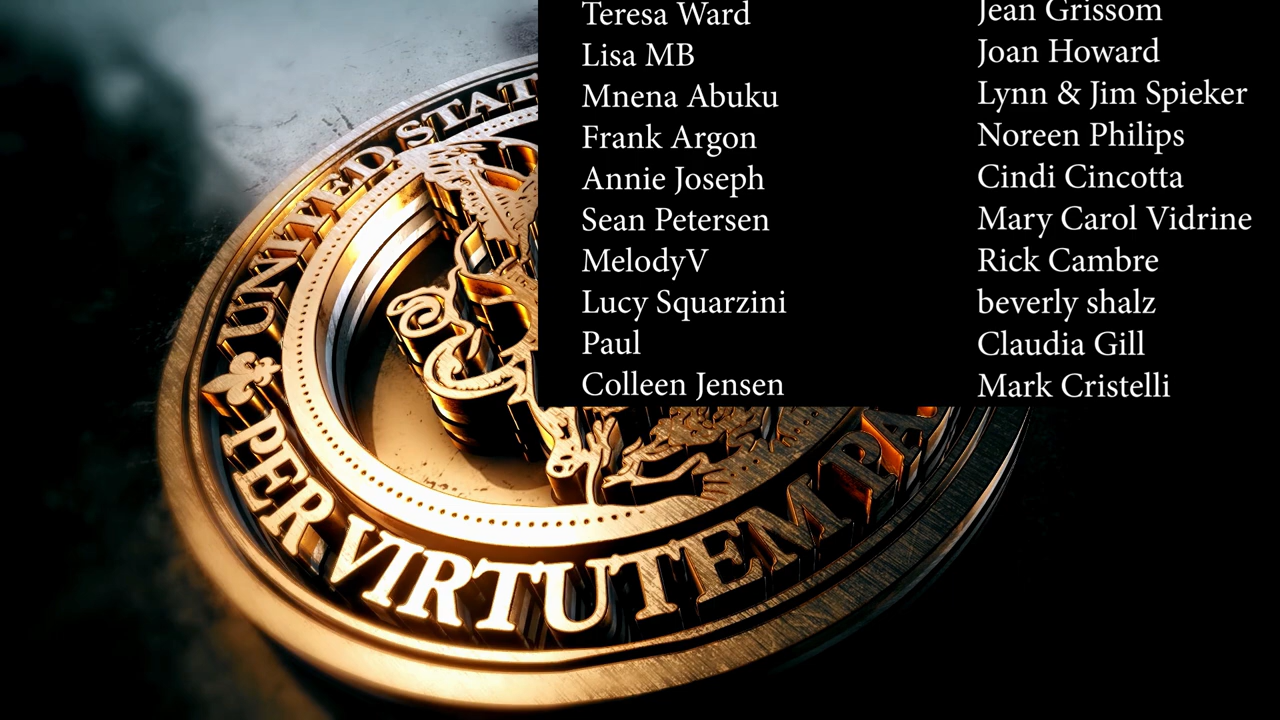 UNITED STAT
PER VIRTUTEM PA
Teresa Ward
Lisa MB
Mnena Abuku
Frank Argon
Annie Joseph
Sean Petersen
MelodyV
Lucy Squarzini
Paul
Colleen Jensen
Jean Grissom
Joan Howard
Lynn & Jim Spieker
Noreen Philips
Cindi Cincotta
Mary Carol Vidrine
Rick Cambre
beverly shalz
Claudia Gill
Mark Cristelli